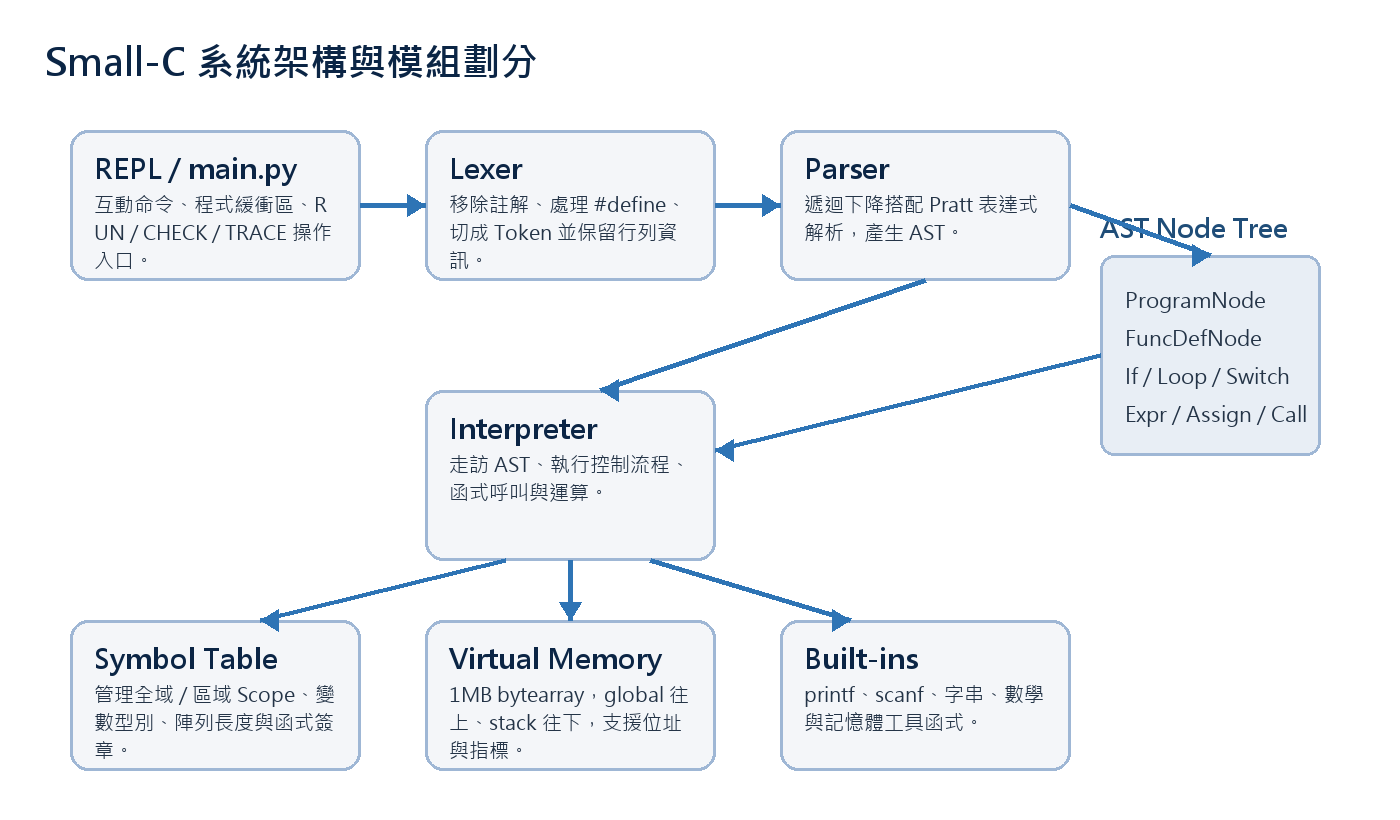 Small-C 系統架構與模組劃分
REPL / main.py
互動命令、程式緩衝區、R
UN / CHECK / TRACE 操作
入口。
Lexer
移除註解、處理 #define、
切成 Token 並保留行列資
訊。
Parser
遞迴下降搭配 Pratt 表達式
解析，產生 AST。
AST Node Tree
ProgramNode
FuncDefNode
If / Loop / Switch
Expr / Assign / Call
Interpreter
走訪 AST、執行控制流程、
函式呼叫與運算。
Symbol Table
管理全域 / 區域 Scope、變
數型別、陣列長度與函式簽
章。
Virtual Memory
1MB bytearray，global 往
上、stack 往下，支援位址
與指標。
Built-ins
printf、scanf、字串、數學
與記憶體工具函式。